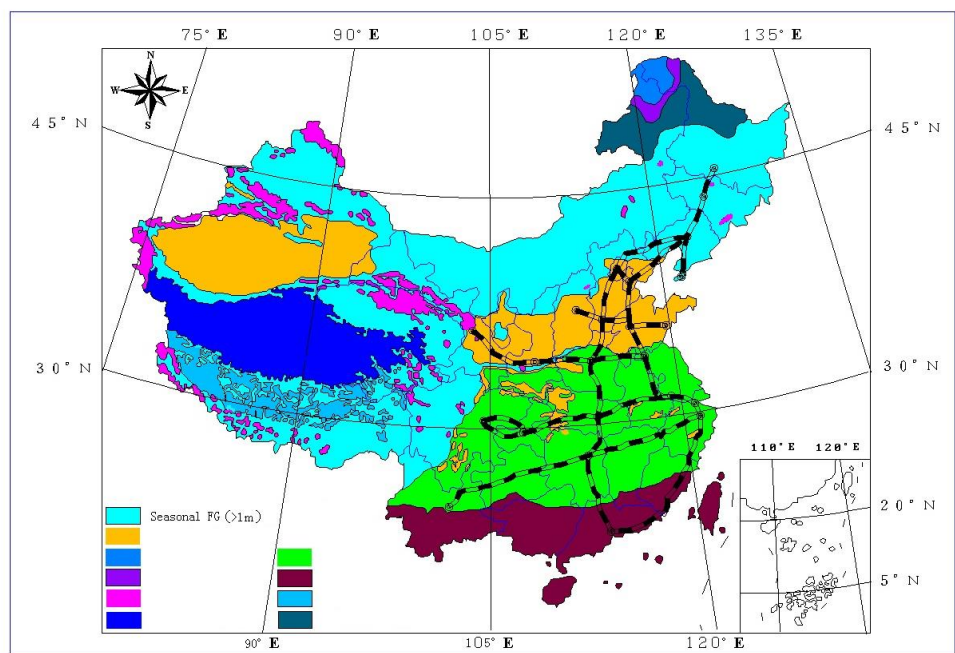 75° E 90° E 105° E 120° E 135° E
N
W E
S
45° N 45° N
30° N 30° N
110° E 120° E
20° N
Seasonal FG (>1m)
5° N
90° E 105° E 120° E